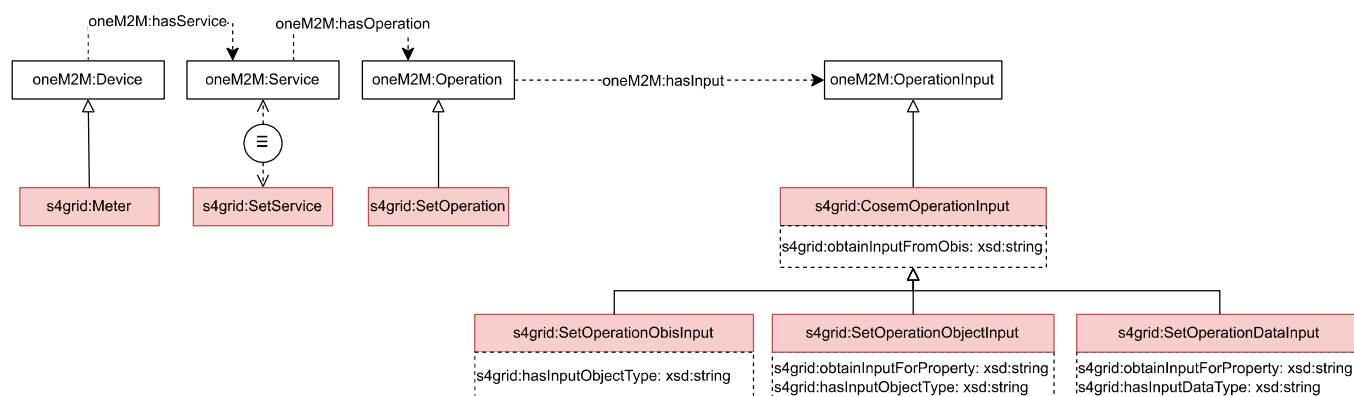 oneM2M:hasService
oneM2M:hasOperation
oneM2M:Device
oneM2M:Service
oneM2M:Operation
oneM2M:hasInput
oneM2M:OperationInput
☰
s4grid:Meter
s4grid:SetService
s4grid:SetOperation
s4grid:CosemOperationInput
s4grid:obtainInputFromObis: xsd:string
s4grid:SetOperationObisInput
s4grid:SetOperationObjectInput
s4grid:SetOperationDataInput
s4grid:hasInputObjectType: xsd:string
s4grid:obtainInputForProperty: xsd:string
s4grid:hasInputObjectType: xsd:string
s4grid:obtainInputForProperty: xsd:string
s4grid:hasInputDataType: xsd:string